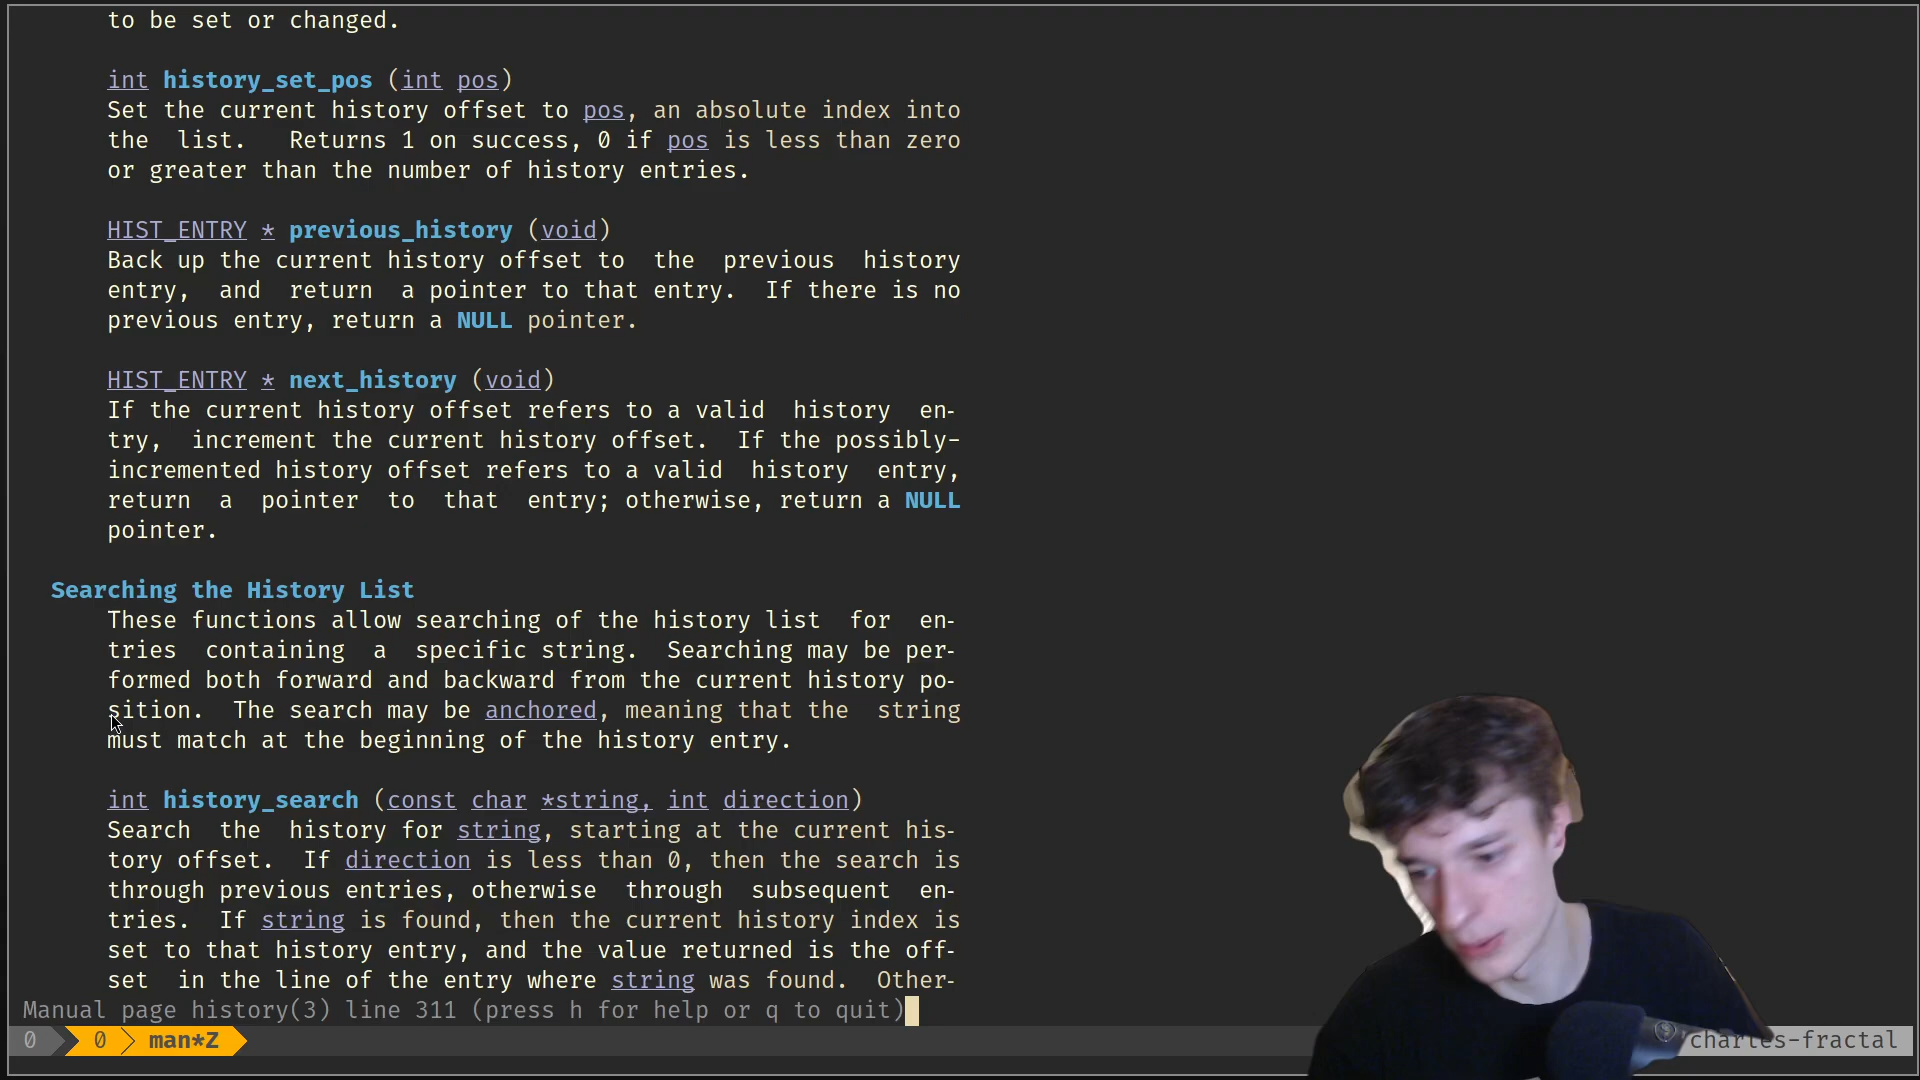 to be set or changed.
int history_set_pos (int pos)
Set the current history offset to pos, an absolute index into
the list. Returns 1 on success, 0 if pos is less than zero
or greater than the number of history entries.
HIST_ENTRY * previous_history (void)
Back up the current history offset to the previous history
entry, and return a pointer to that entry. If there is no
previous entry, return a NULL pointer.
HIST_ENTRY * next_history (void)
If the current history offset refers to a valid history en-
try, increment the current history offset. If the possibly-
incremented history offset refers to a valid history entry,
return a pointer to that entry; otherwise, return a NULL
pointer.
Searching the History List
These functions allow searching of the history list for en-
tries containing a specific string. Searching may be per-
formed both forward and backward from the current history po-
sition. The search may be anchored, meaning that the string
must match at the beginning of the history entry.
int history_search (const char *string, int direction)
Search the history for string, starting at the current his-
tory offset. If direction is less than 0, then the search is
through previous entries, otherwise through subsequent en-
tries. If string is found, then the current history index is
set to that history entry, and the value returned is the off-
set in the line of the entry where string was found. Other-
Manual page history(3) line 311 (press h for help or q to quit)
0 0 man*Z charles-fractal